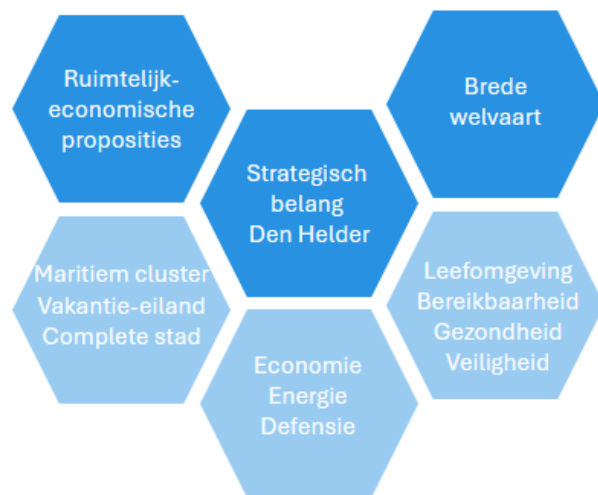 Ruimtelijk-
economische
proposities
Brede
welvaart
Strategisch
belang
Den Helder
Maritiem cluster
Vakantie-eiland
Complete stad
Leefomgeving
Bereikbaarheid
Gezondheid
Veiligheid
Economie
Energie
Defensie